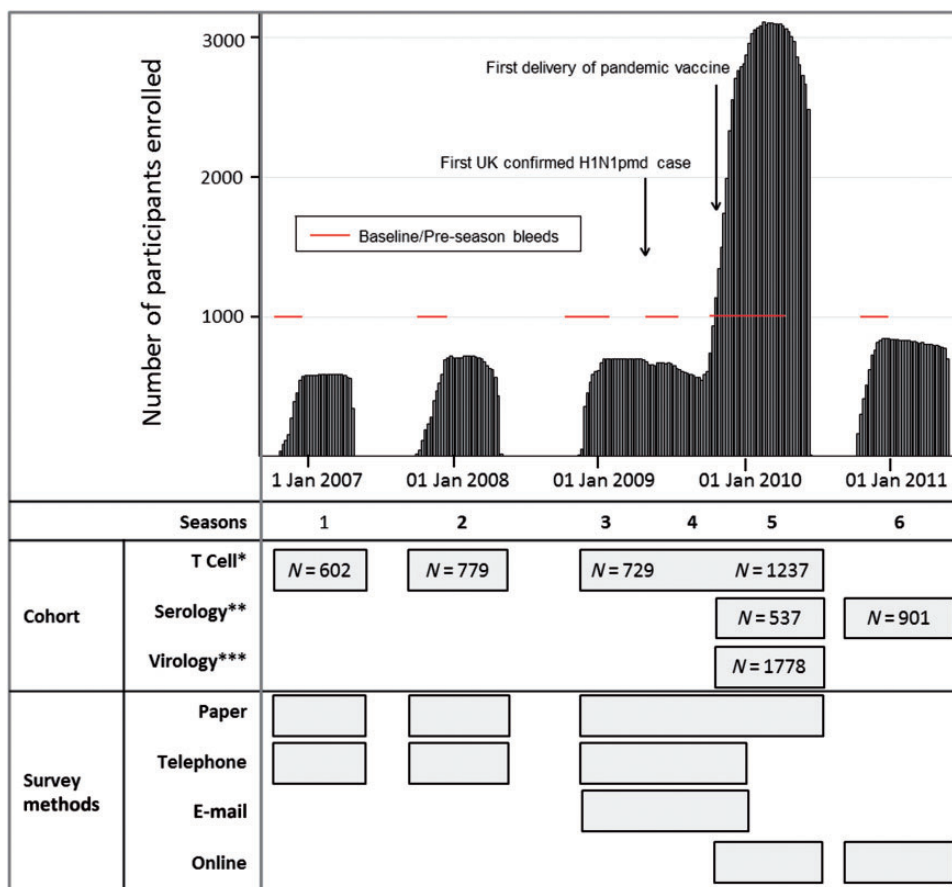 3000
First delivery of pandemic vaccine
First UK confirmed H1N1pmd case
2000
Baseline/Pre-season bleeds
1000
Number of participants enrolled
1 Jan 2007 01 Jan 2008 01 Jan 2009 01 Jan 2010 01 Jan 2011
Seasons 1 2 3 4 5 6
Cohort
T Cell* N = 602 N = 779 N = 729 N = 1237
Serology** N = 537 N = 901
Virology*** N = 1778
Survey
methods
Paper
Telephone
E-mail
Online